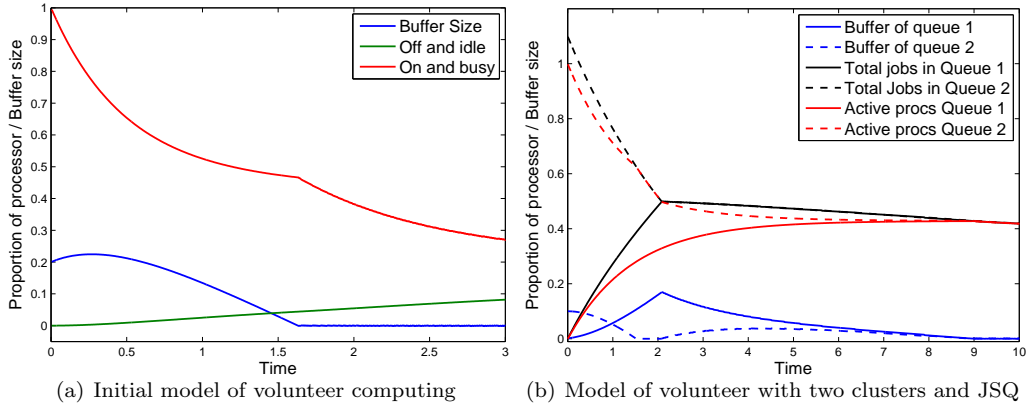 Proportion of processor / Buffer size
1
0.9
0.8
0.7
0.6
0.5
0.4
0.3
0.2
0.1
0
0
0.5
1
1.5
2
2.5
3
Time
Buffer Size
Off and idle
On and busy
(a) Initial model of volunteer computing
Proportion of processor / Buffer size
1
0.8
0.6
0.4
0.2
0
0
1
2
3
4
5
6
7
8
9
10
Time
Buffer of queue 1
Buffer of queue 2
Total jobs in Queue 1
Total Jobs in Queue 2
Active procs Queue 1
Active procs Queue 2
(b) Model of volunteer with two clusters and JSQ